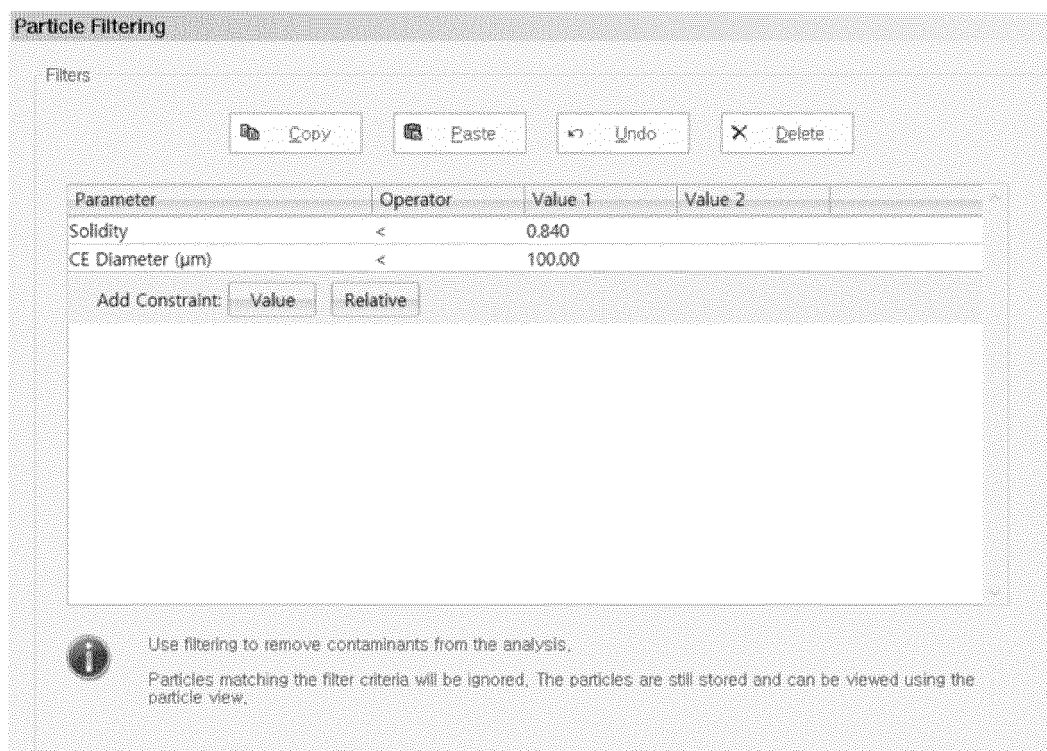 Particle Filtering
Filters
Copy Paste Undo Delete
Parameter Operator Value 1 Value 2
Solidity < 0.840
CE Diameter (µm) < 100.00
Add Constraint: Value Relative
Use filtering to remove contaminants from the analysis.
Particles matching the filter criteria will be ignored. The particles are still stored and can be viewed using the
particle view.